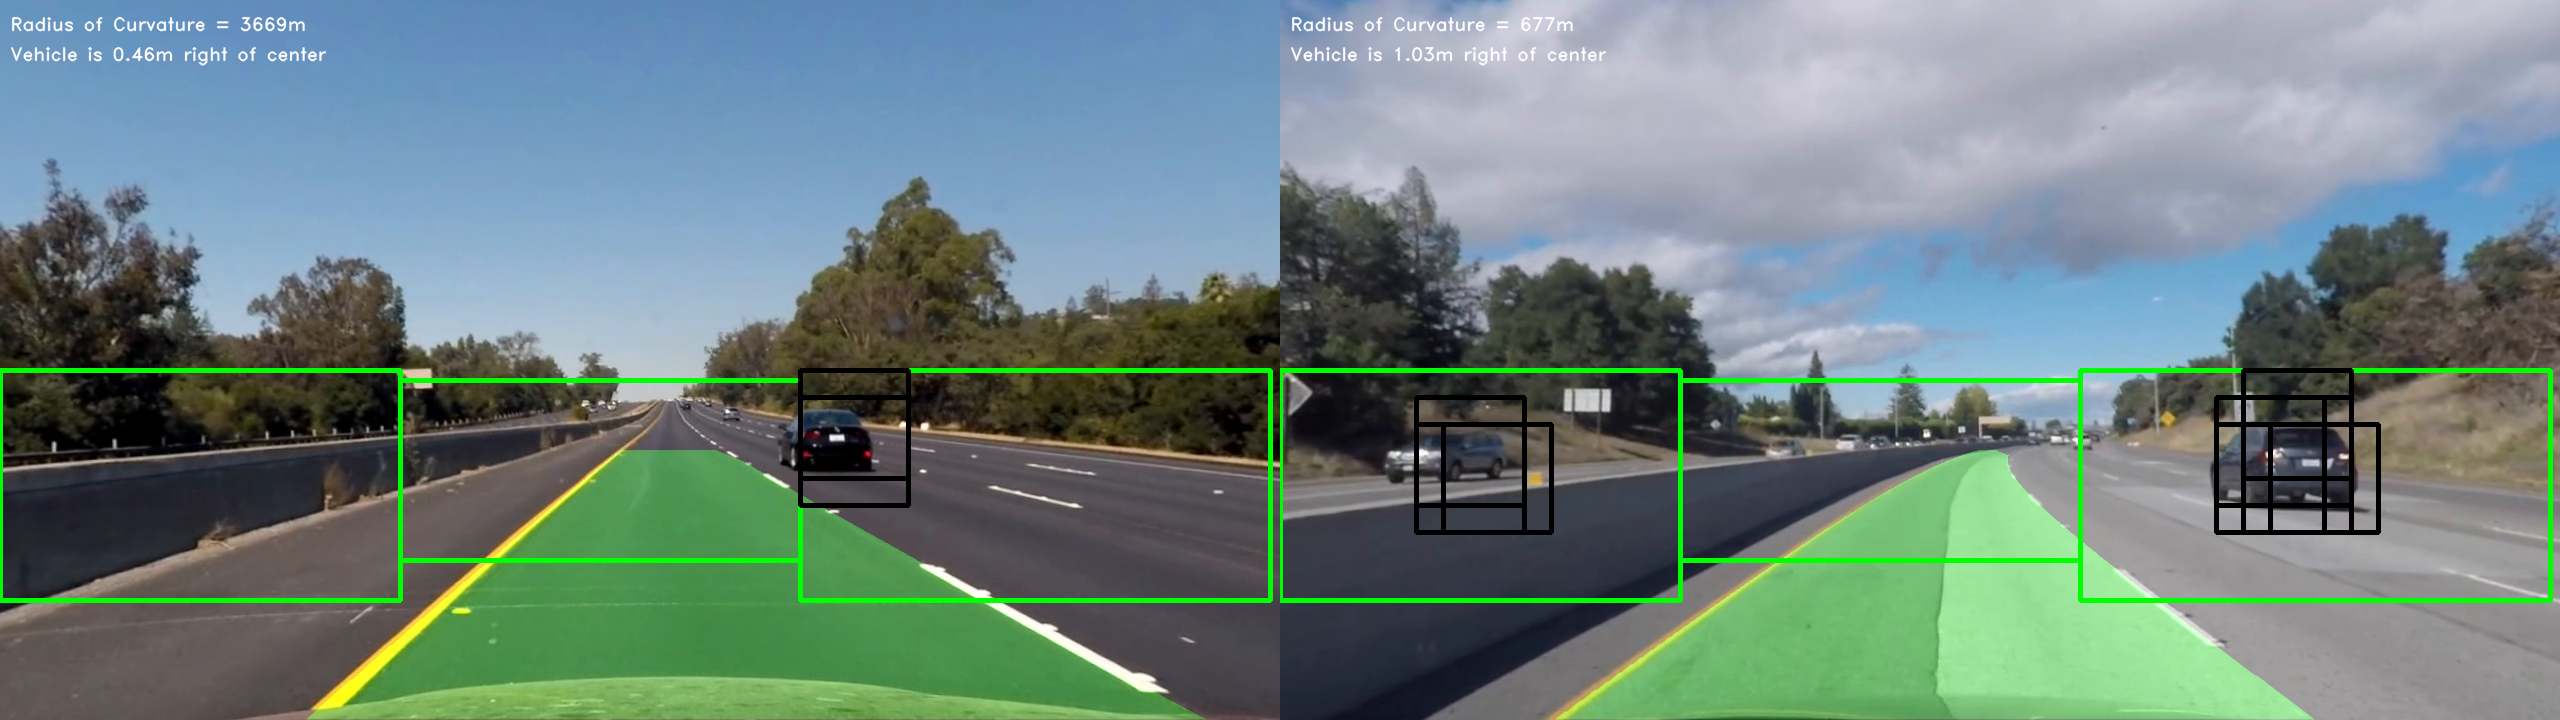 Radius of Curvature = 3669m
Vehicle is 0.46m right of center
Radius of Curvature = 677m
Vehicle is 1.03m right of center